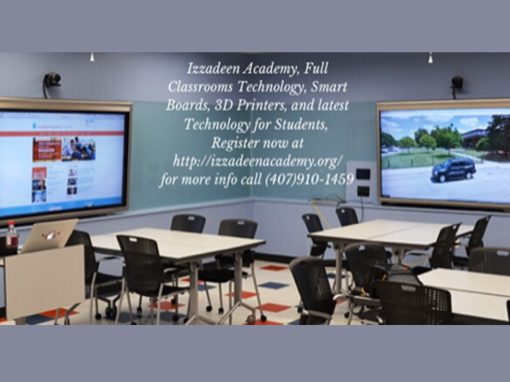 Izzadeen Academy, Full
Classrooms Technology, Smart
Boards, 3D Printers, and latest
Technology for Students,
Register now at
http://izzadeenacademy.org/
for more info call (407)910-1459